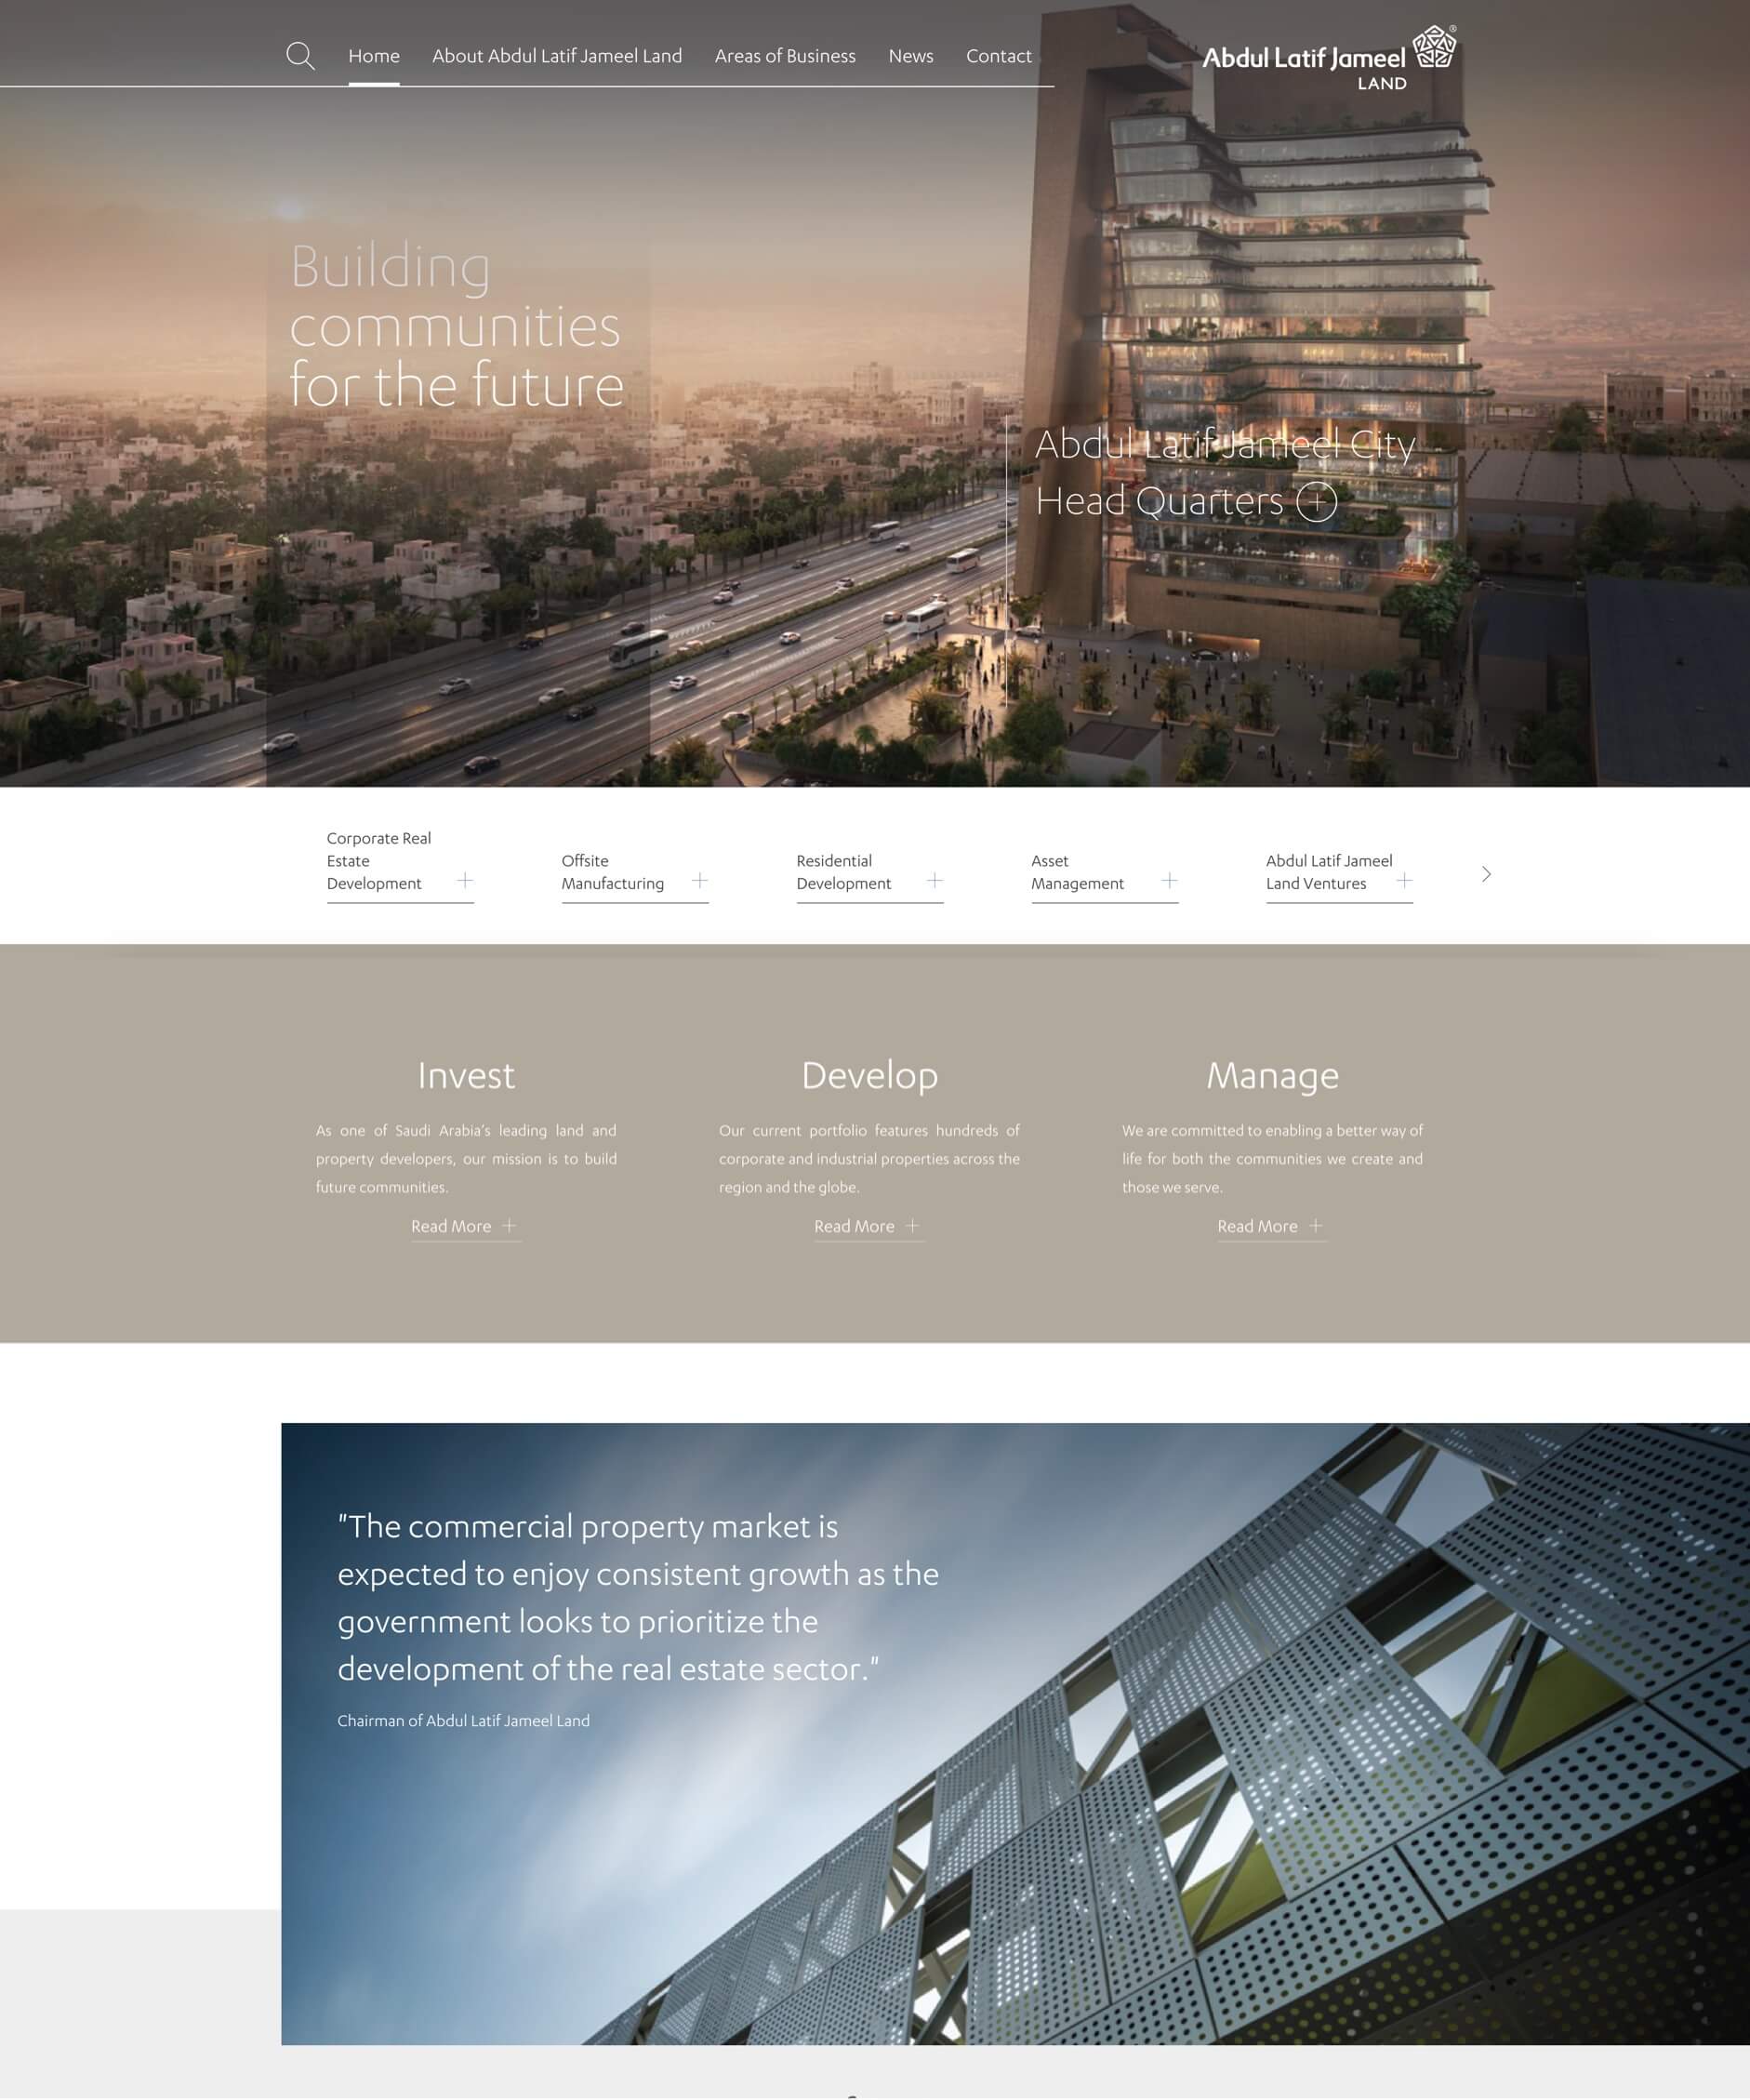 Home About Abdul Latif Jameel Land Areas of Business News Contact
Abdul Latif Jameel ®
LAND
Building
communities
for the future
Abdul Latif Jameel City
Head Quarters
Corporate Real
Estate
Development
Offsite
Manufacturing
Residential
Development
Asset
Management
Abdul Latif Jameel
Land Ventures
Invest
As one of Saudi Arabia's leading land and
property developers, our mission is to build
future communities.
Read More
Develop
Our current portfolio features hundreds of
corporate and industrial properties across the
region and the globe.
Read More
Manage
We are committed to enabling a better way of
life for both the communities we create and
those we serve.
Read More
"The commercial property market is
expected to enjoy consistent growth as the
government looks to prioritize the
development of the real estate sector."
Chairman of Abdul Latif Jameel Land